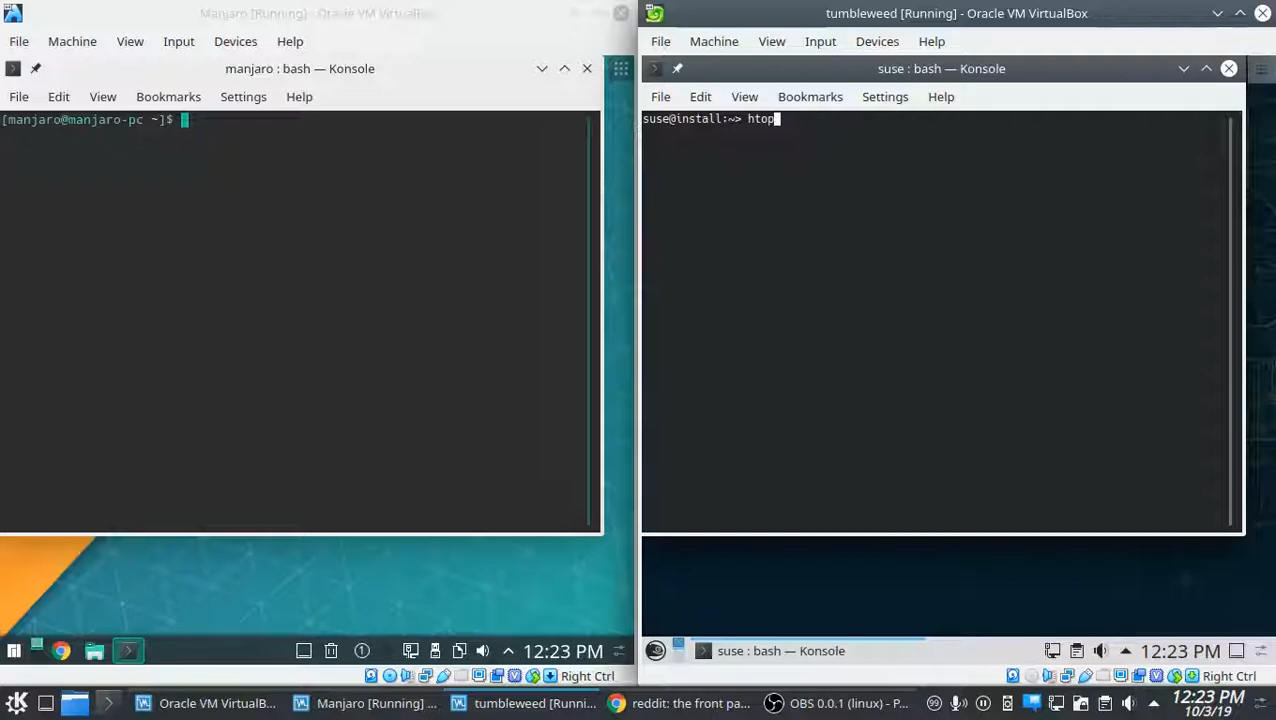 Manjaro [Running] - Oracle VM VirtualBox
File Machine View Input Devices Help
manjaro : bash — Konsole
File Edit View Bookmarks Settings Help
[manjaro@manjaro-pc ~]$
12:23 PM
Right Ctrl
tumbleweed [Running] - Oracle VM VirtualBox
File Machine View Input Devices Help
suse : bash — Konsole
File Edit View Bookmarks Settings Help
suse@install:~> htop
suse : bash — Konsole
12:23 PM
Right Ctrl
Oracle VM VirtualB...
Manjaro [Running] ...
tumbleweed [Runni...
reddit: the front pa...
OBS 0.0.1 (linux) - P...
99
12:23 PM
10/3/19